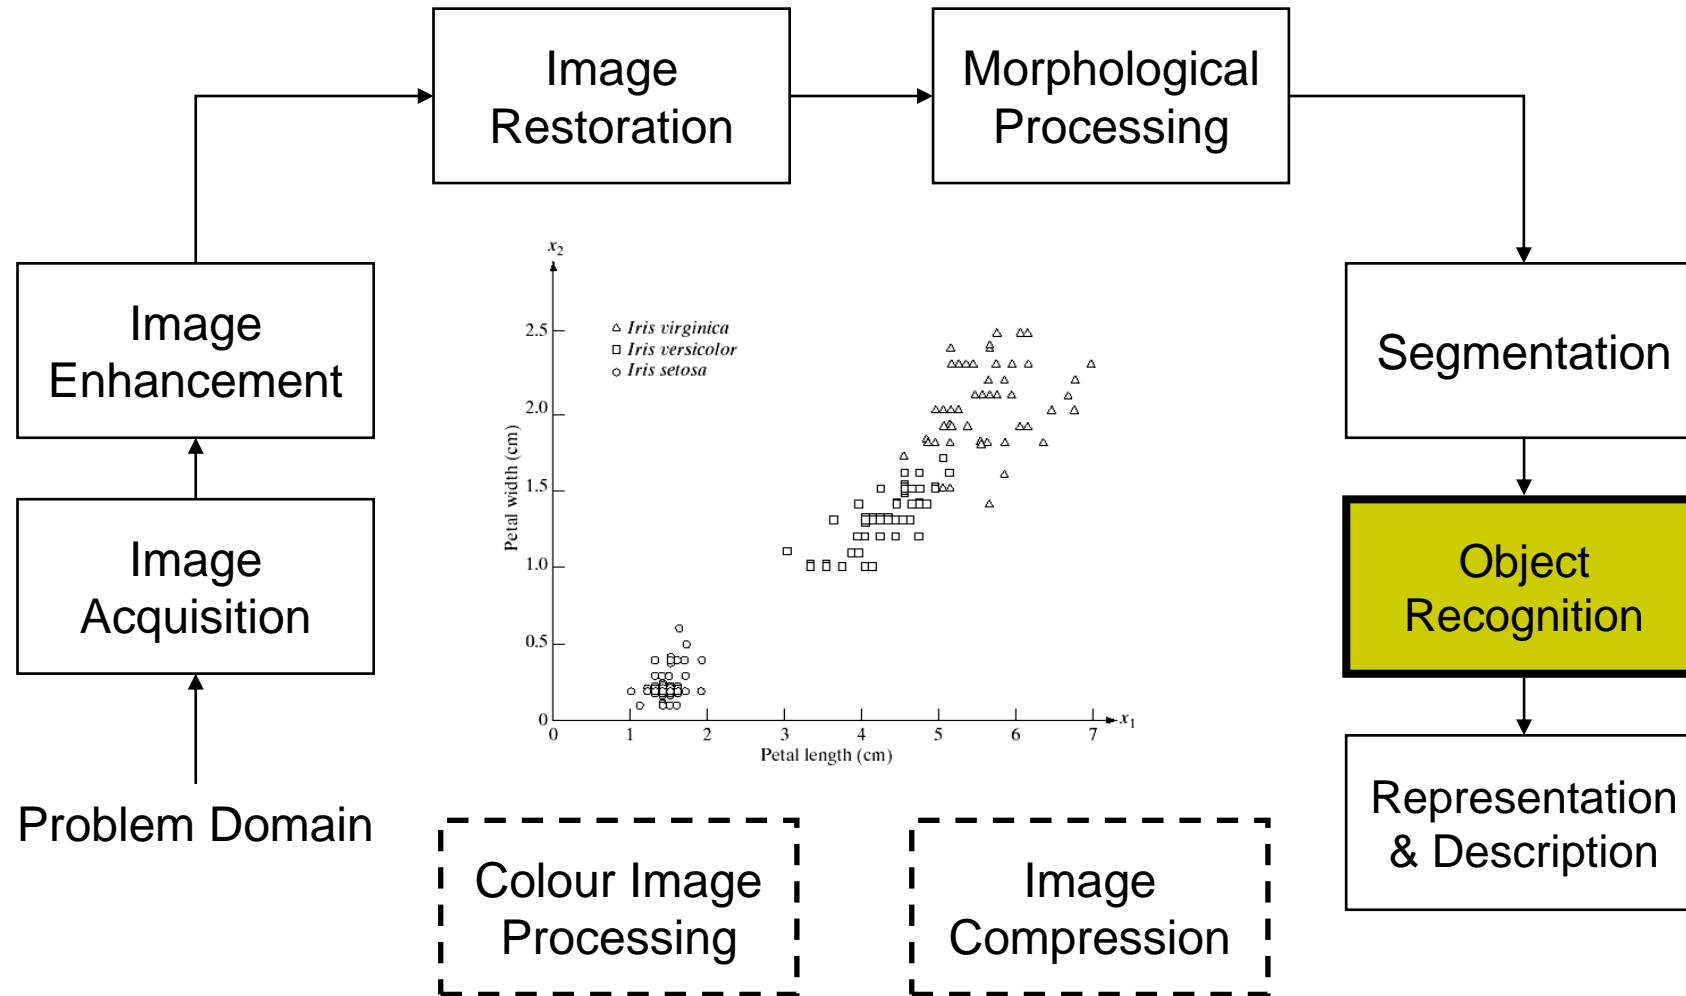 Image
Restoration
Morphological
Processing
Image
Enhancement
Segmentation
Image
Acquisition
Object
Recognition
Problem Domain
Representation
& Description
Colour Image
Processing
Image
Compression
x2
2.5
2.0
1.5
1.0
0.5
0
Petal width (cm)
Iris virginica
Iris versicolor
Iris setosa
0 1 2 3 4 5 6 7
x1
Petal length (cm)